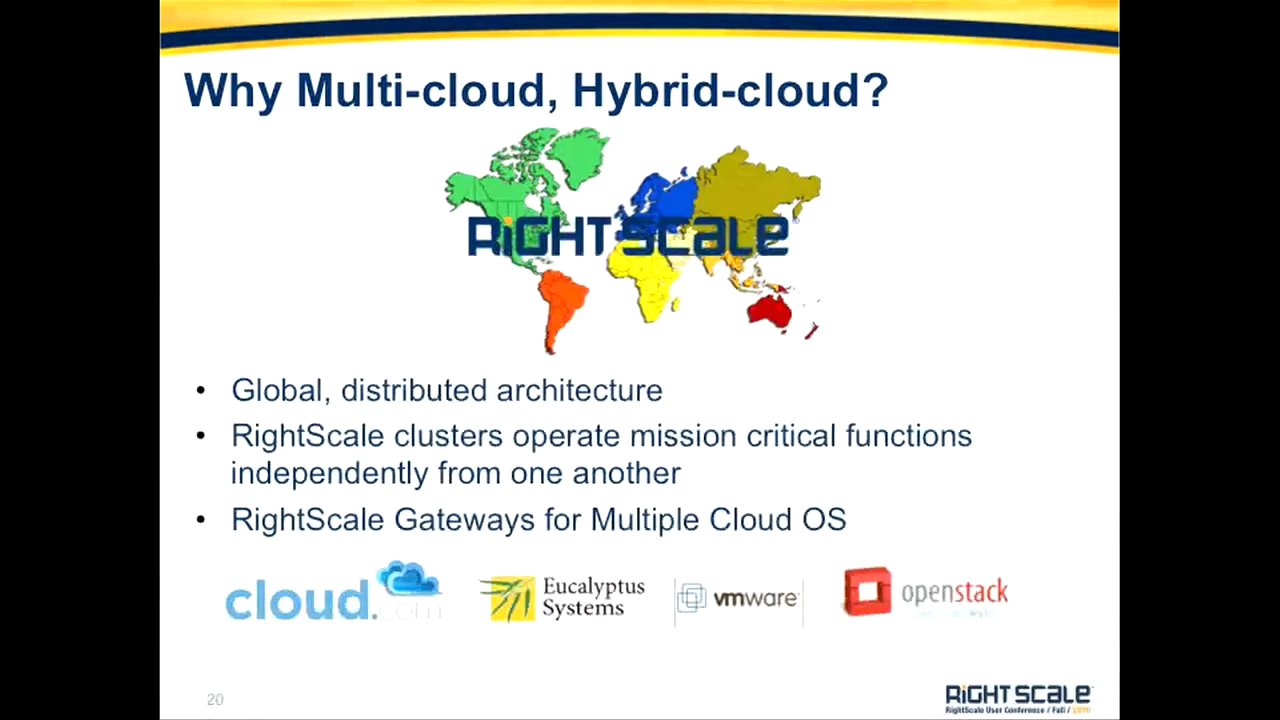 Why Multi-cloud, Hybrid-cloud?
RIGHTSCALE
• Global, distributed architecture
• RightScale clusters operate mission critical functions
independently from one another
• RightScale Gateways for Multiple Cloud OS
cloud.com
Eucalyptus
Systems
vmware
openstack
20
RIGHTSCALE
RightScale User Conference / Fall /